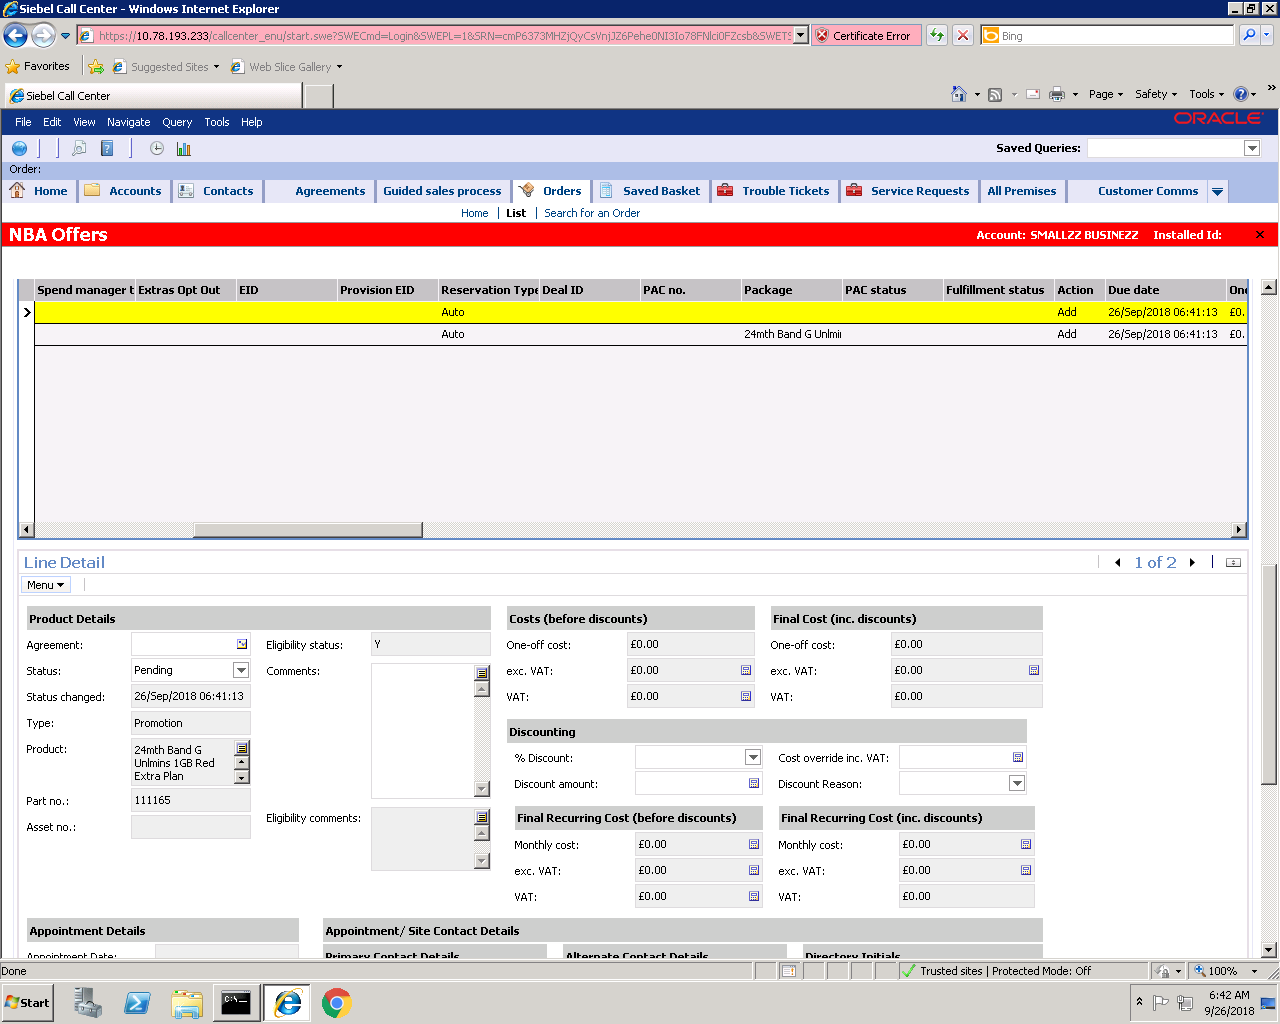 Siebel Call Center - Windows Internet Explorer
https://10.78.193.233/callcenter_enu/start.swe?SWECmd=Login&SWEPL=1&SRN=
Certificate Error
Bing
Favorites
Suggested Sites
Web Slice Gallery
Siebel Call Center
Page
Safety
Tools
File Edit View Navigate Query Tools Help
ORACLE
Saved Queries:
Order:
Home Accounts Contacts Agreements Guided sales process Orders Saved Basket Trouble Tickets Service Requests All Premises Customer Comms
Home | List | Search for an Order
NBA Offers
Account: SMALLZZ BUSINEZZ Installed Id:
Spend manager t Extras Opt Out EID Provision EID Reservation Type Deal ID PAC no. Package PAC status Fulfillment status Action Due date One
Auto Add 26/Sep/2018 06:41:13 £0.
Auto 24mth Band G Unlmin Add 26/Sep/2018 06:41:13 £0.
Line Detail
1 of 2
Menu
Product Details
Agreement:
Status: Pending
Status changed: 26/Sep/2018 06:41:13
Type: Promotion
Product: 24mth Band G
Unlmins 1GB Red
Extra Plan
Part no.: 111165
Asset no.:
Eligibility status: Y
Comments:
Eligibility comments:
Costs (before discounts)
One-off cost: £0.00
exc. VAT: £0.00
VAT: £0.00
Final Cost (inc. discounts)
One-off cost: £0.00
exc. VAT: £0.00
VAT: £0.00
Discounting
% Discount:
Cost override inc. VAT:
Discount amount:
Discount Reason:
Final Recurring Cost (before discounts)
Monthly cost: £0.00
exc. VAT: £0.00
VAT: £0.00
Final Recurring Cost (inc. discounts)
Monthly cost: £0.00
exc. VAT: £0.00
VAT: £0.00
Appointment Details
Appointment Date:
Appointment/ Site Contact Details
Primary Contact Details
Alternate Contact Details
Directory Initials
Done
Trusted sites | Protected Mode: Off
100%
Start
C:\
6:42 AM
9/26/2018